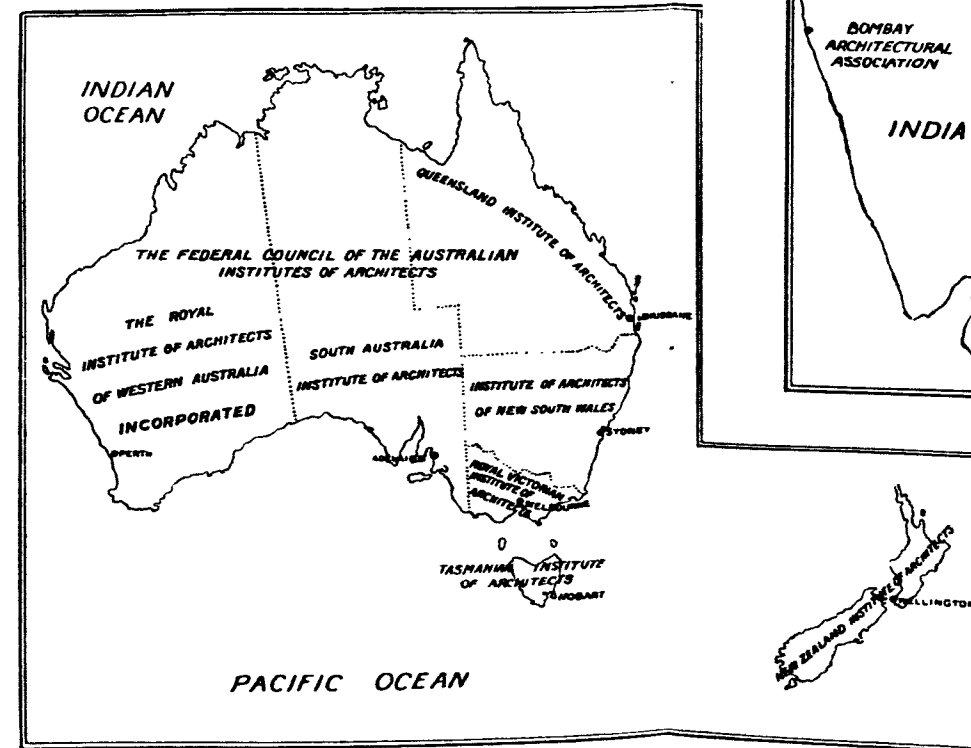 INDIAN
OCEAN
BOMBAY
ARCHITECTURAL
ASSOCIATION
INDIA
QUEENSLAND INSTITUTE OF ARCHITECTS
THE FEDERAL COUNCIL OF THE AUSTRALIAN
INSTITUTES OF ARCHITECTS
BRISBANE
THE ROYAL
INSTITUTE OF ARCHITECTS
OF WESTERN AUSTRALIA
INCORPORATED
SOUTH AUSTRALIA
INSTITUTE OF ARCHITECTS
INSTITUTE OF ARCHITECTS
OF NEW SOUTH WALES
SYDNEY
PERTH
ADELAIDE
ROYAL VICTORIAN
INSTITUTE OF
ARCHITECTS
MELBOURNE
TASMANIAN INSTITUTE
OF ARCHITECTS
HOBART
NEW ZEALAND INSTITUTE OF ARCHITECTS
WELLINGTON
PACIFIC OCEAN